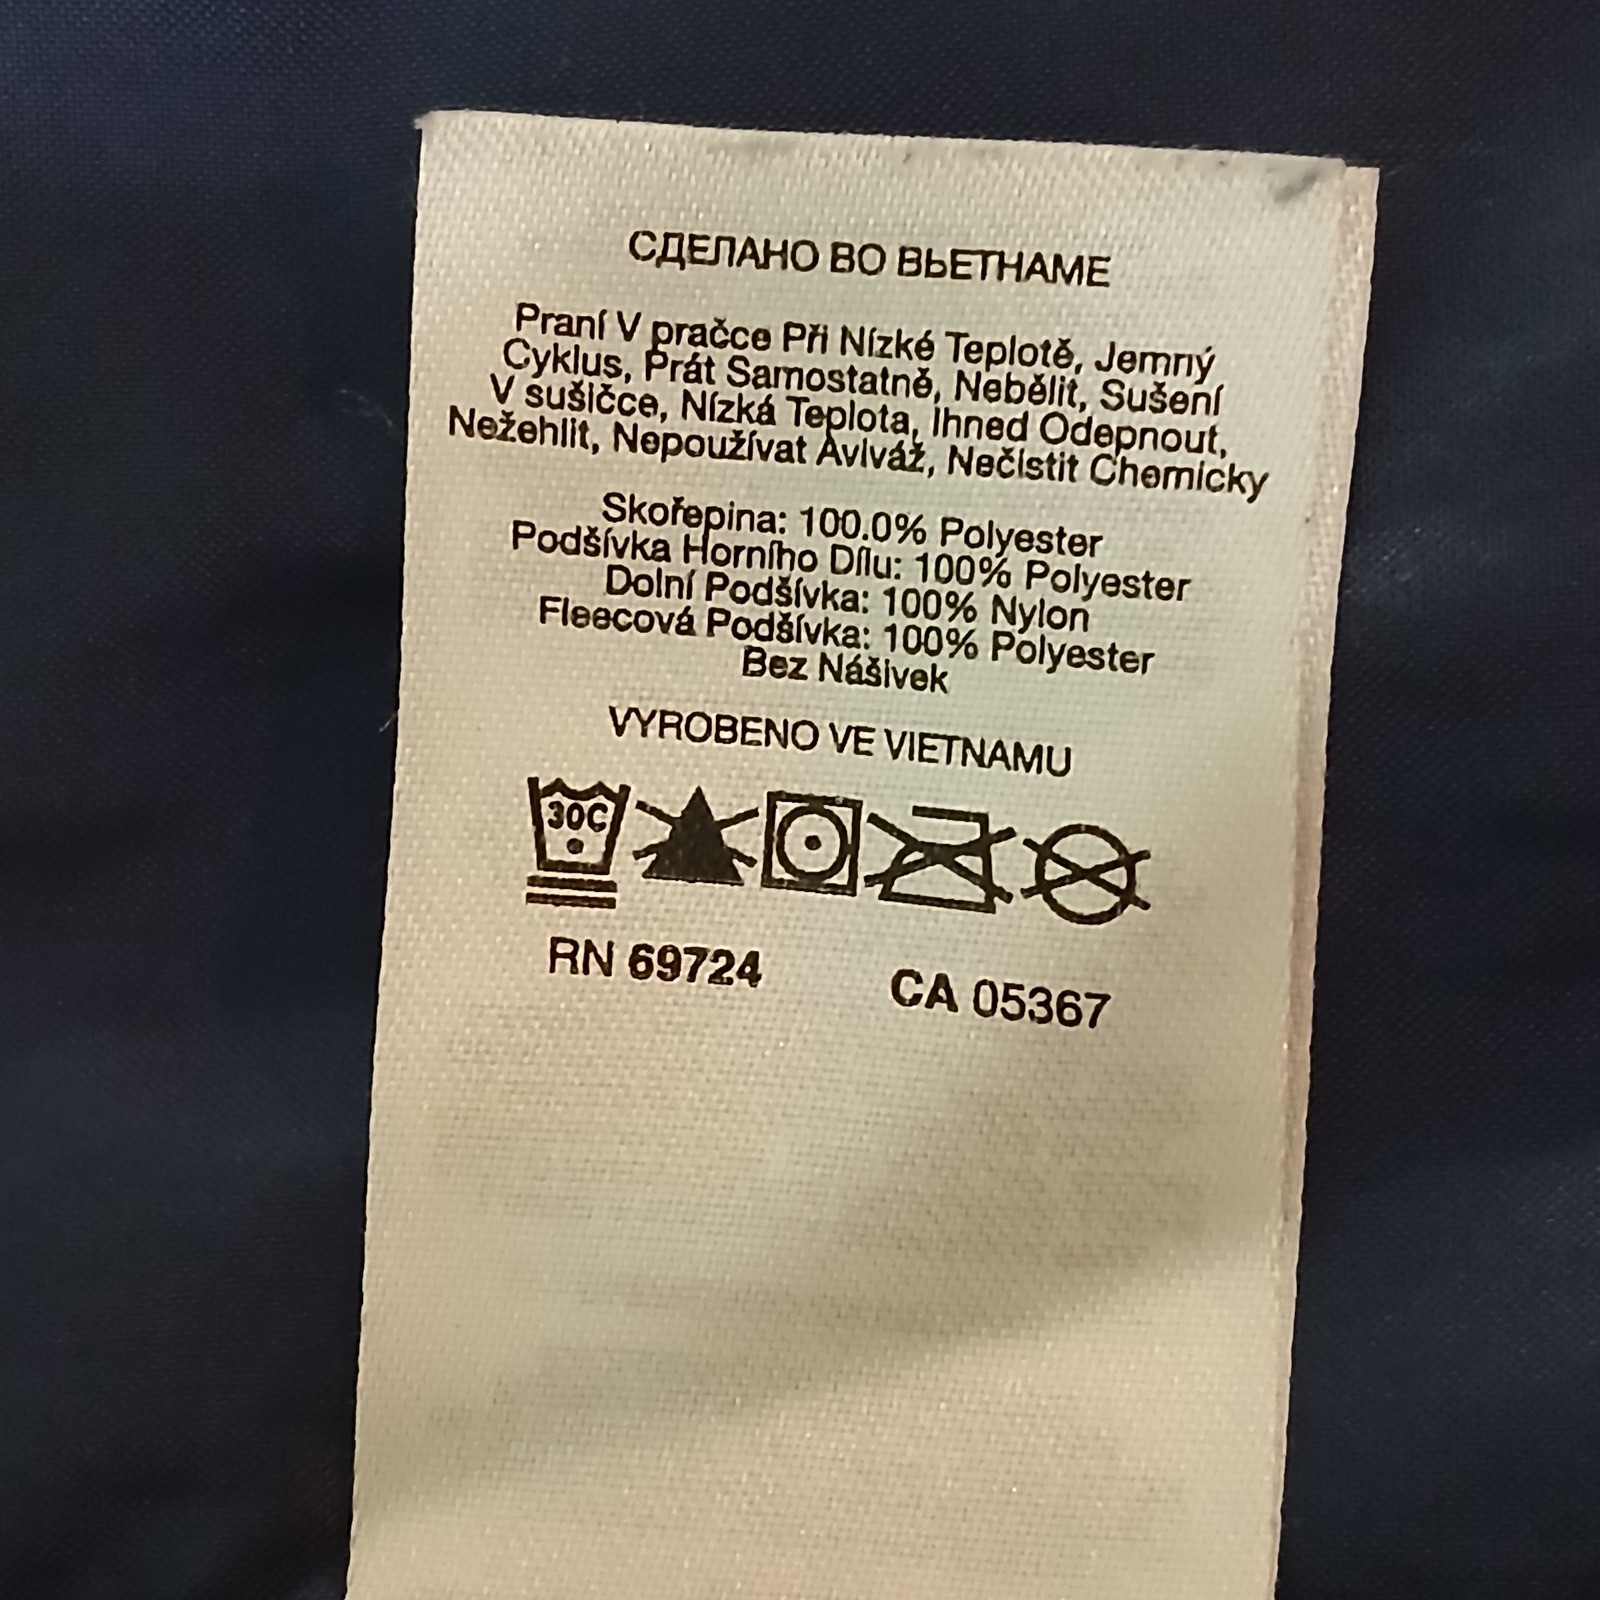 СДЕЛАНО ВО ВЬЕТНАМЕ
Praní V pračce Při Nízké Teplotě, Jemný
Cyklus, Prát Samostatně, Nebělit, Sušení
V sušičce, Nízká Teplota, Ihned Odepnout,
Nežehlit, Nepoužívat Aviváž, Nečistit Chemicky
Skořepina: 100.0% Polyester
Podšívka Horního Dílu: 100% Polyester
Dolní Podšívka: 100% Nylon
Fleecová Podšívka: 100% Polyester
Bez Nášivek
VYROBENO VE VIETNAMU
30C
RN 69724 CA 05367